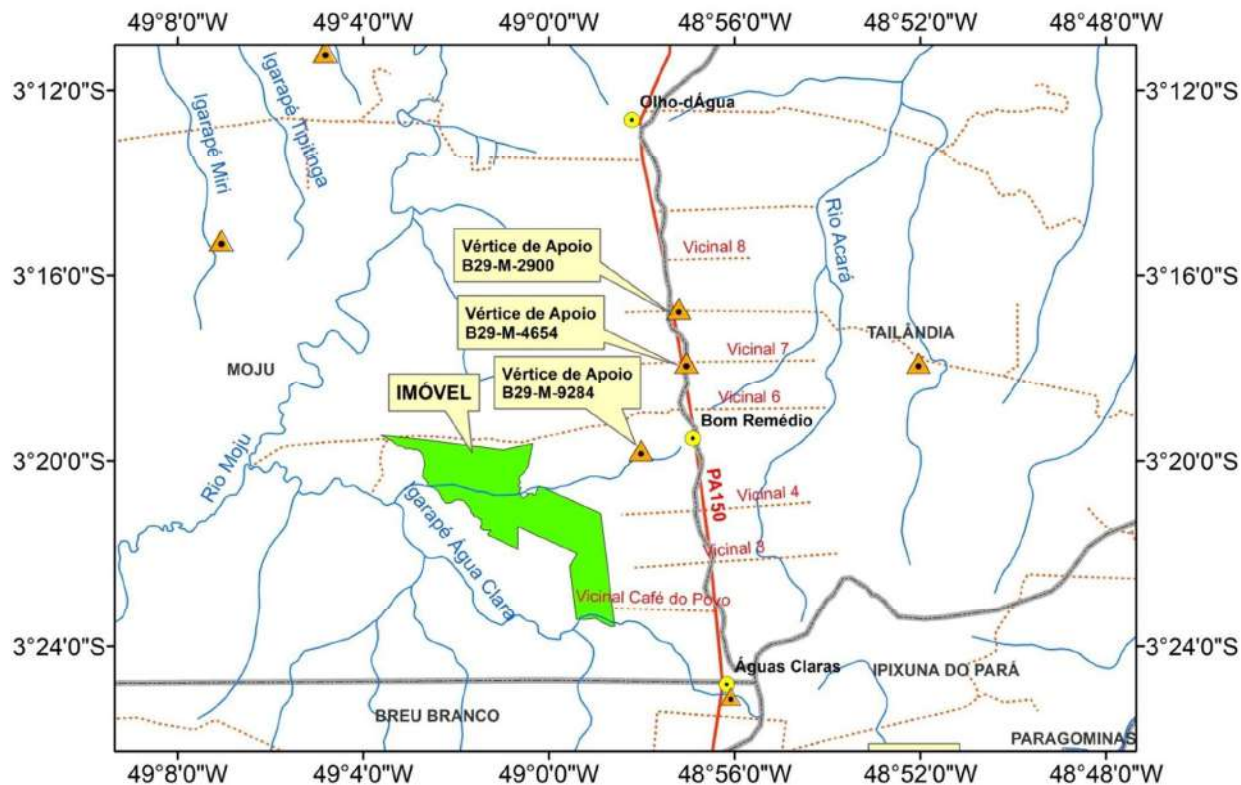 49°8'0"W
49°4'0"W
49°0'0"W
48°56'0"W
48°52'0"W
48°48'0"W
3°12'0"S
3°12'0"S
Olho-dÁgua
Igarapé Miri
Igarapé Tipitinga
Rio Acará
Vértice de Apoio
B29-M-2900
Vicinal 8
3°16'0"S
3°16'0"S
Vértice de Apoio
B29-M-4654
TAILÂNDIA
Vicinal 7
MOJU
Vértice de Apoio
B29-M-9284
IMÓVEL
Vicinal 6
Bom Remédio
3°20'0"S
3°20'0"S
Rio Moju
PA150
Vicinal 4
Igarapé Água Clara
Vicinal 3
Vicinal Café do Povo
3°24'0"S
3°24'0"S
Águas Claras
IPIXUNA DO PARÁ
BREU BRANCO
PARAGOMINAS
49°8'0"W
49°4'0"W
49°0'0"W
48°56'0"W
48°52'0"W
48°48'0"W